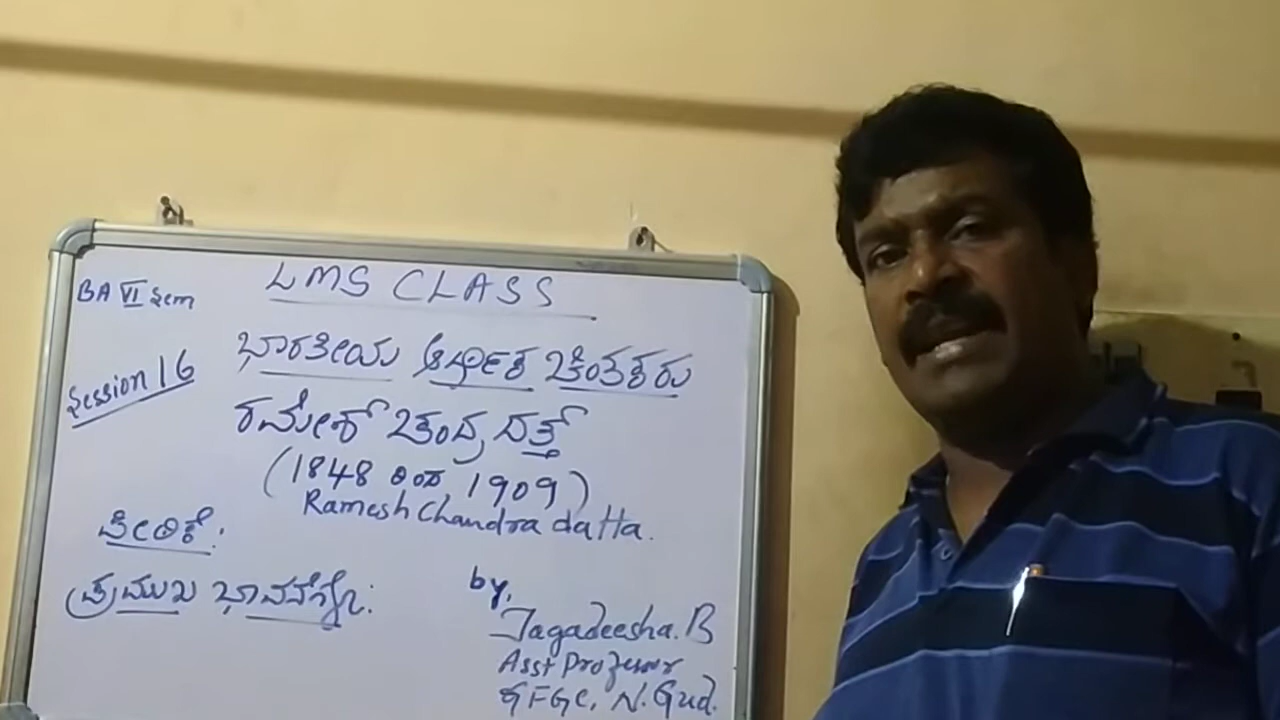 LMS CLASS
BA VI Sem
ಭಾರತೀಯ ಆರ್ಥಿಕ ಚಿಂತಕರು
Session 16
ರಮೇಶ್ ಚಂದ್ರ ದತ್ತ್
(1848 ರಿಂದ 1909)
Ramesh Chandra datta.
ಪೀಠಿಕೆ:
ಪ್ರಮುಖ ಭಾವನೆಗಳು:
by,
Jagadeesha. B
Asst Professor
GFGC, N. Gud.